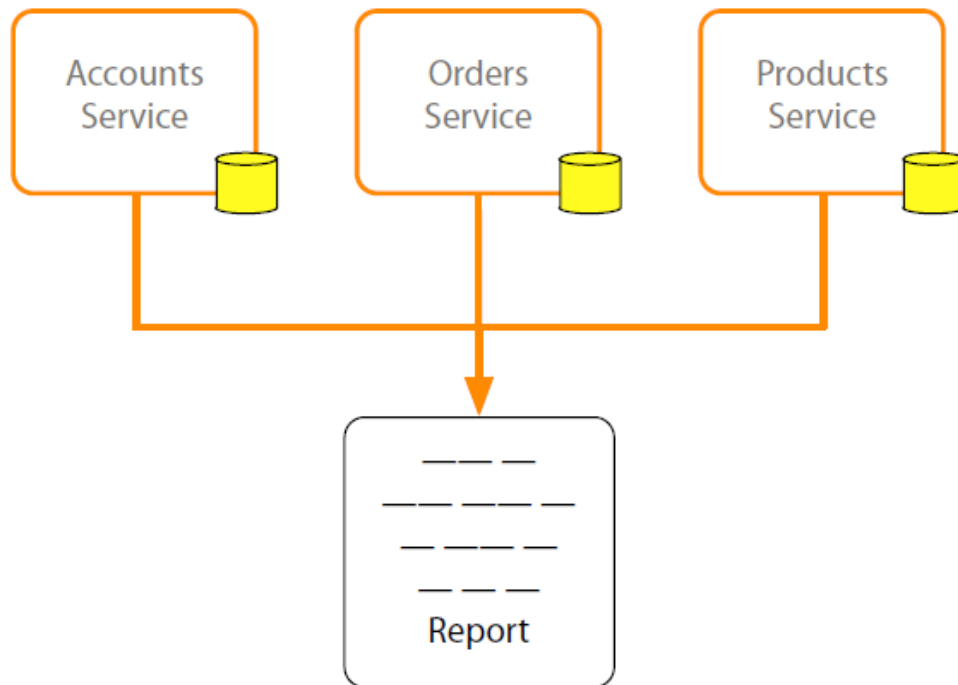 Accounts
Service
Orders
Service
Products
Service
Report